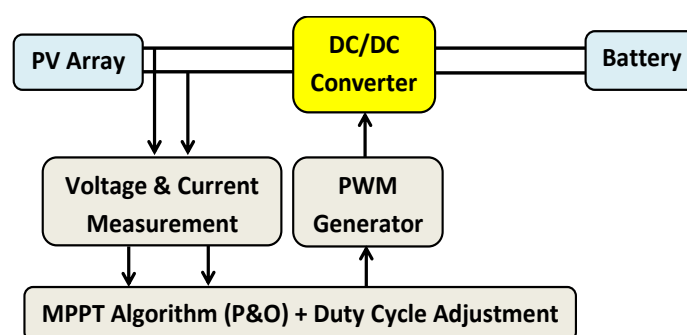 PV Array
DC/DC
Converter
Battery
Voltage & Current
Measurement
PWM
Generator
MPPT Algorithm (P&O) + Duty Cycle Adjustment